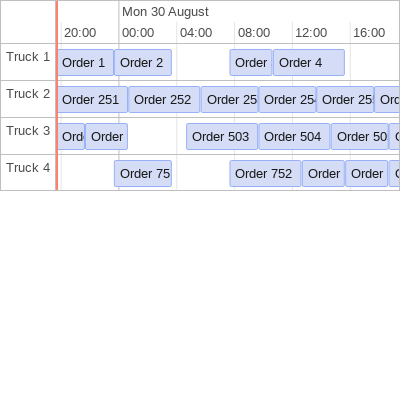 Mon 30 August
20:00 00:00 04:00 08:00 12:00 16:00
Truck 1 Order 1 Order 2 Order Order 4
Truck 2 Order 251 Order 252 Order 25 Order 25 Order 25 Ord
Truck 3 Ord Order Order 503 Order 504 Order 50
Truck 4 Order 75 Order 752 Order Order